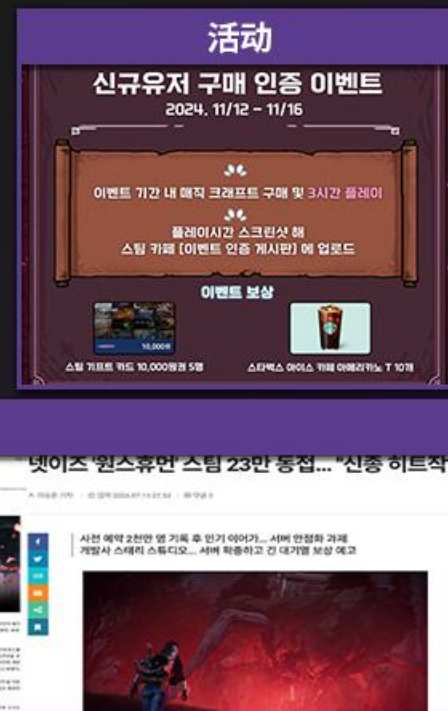 活动
신규유저 구매 인증 이벤트
2024. 11/12 – 11/16
이벤트 기간 내 매직 크래프트 구매 및 3시간 플레이
플레이시간 스크린샷 해
스팀 카페 [이벤트 인증 게시판] 에 업로드
이벤트 보상
10,000원
스팀 기프트 카드 10,000원권 5명
스타벅스 아이스 카페 아메리카노 T 10개
넷이즈 '원스휴먼' 스팀 23만 동접... "신종 히트작
사전 예약 2천만 명 기록 후 인기 이어가... 서버 안정화 과제
개발사 스태리 스튜디오... 서버 확충하고 긴 대기열 보상 예고